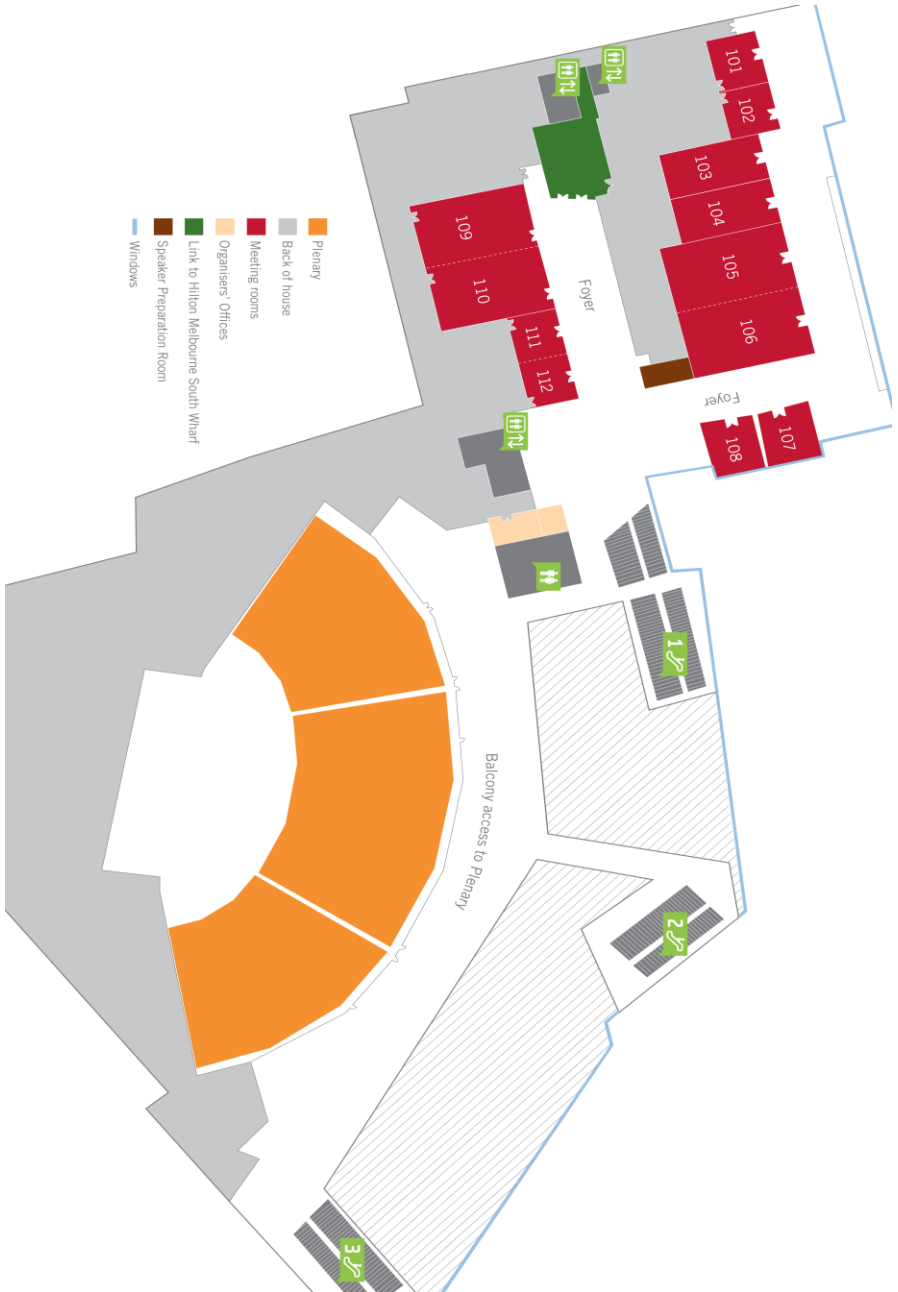 101
102
103
104
105
106
107
108
109
110
111
112
Foyer
Foyer
Plenary
Back of house
Meeting rooms
Organisers' Offices
Link to Hilton Melbourne South Wharf
Speaker Preparation Room
Windows
Balcony access to Plenary
1
2
3